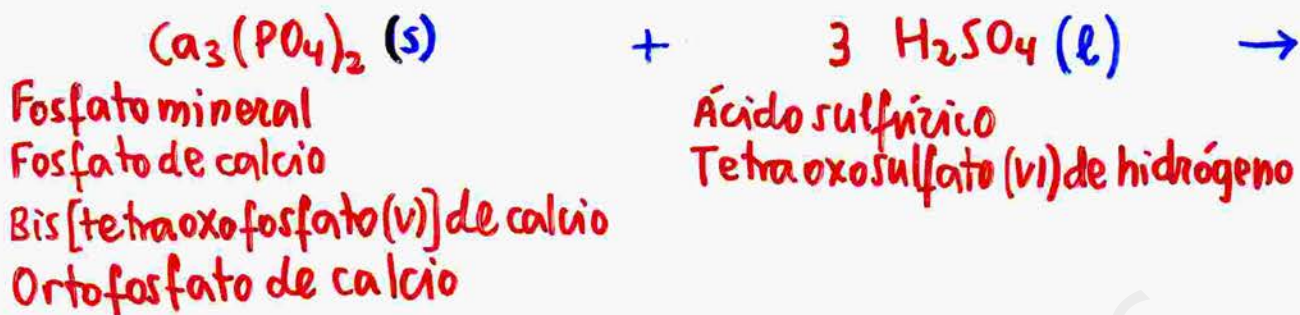 Ca₃(PO₄)₂ (s) + 3 H₂SO₄ (l) →
Fosfato mineral
Fosfato de calcio
Bis[tetraoxofosfato(v)] de calcio
Ortofosfato de calcio
Ácido sulfúrico
Tetraoxosulfato (VI) de hidrógeno